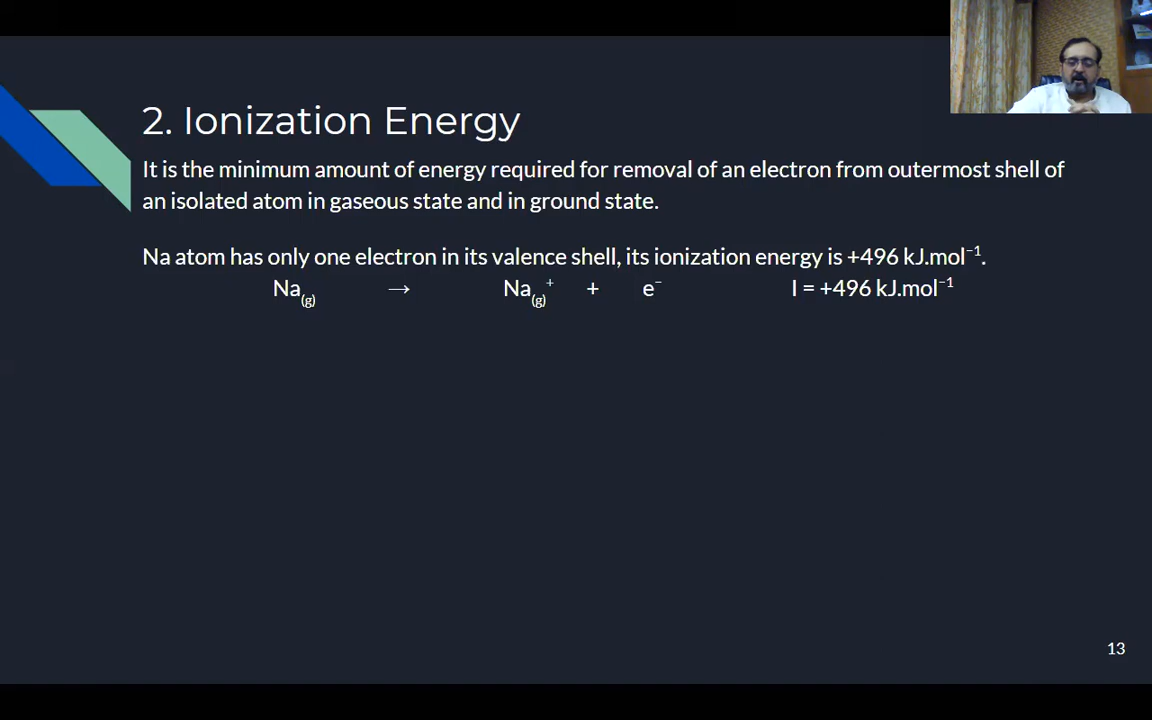 2. Ionization Energy
It is the minimum amount of energy required for removal of an electron from outermost shell of
an isolated atom in gaseous state and in ground state.
Na atom has only one electron in its valence shell, its ionization energy is +496 kJ.mol⁻¹.
Na(g) → Na(g)⁺ + e⁻ I = +496 kJ.mol⁻¹
13